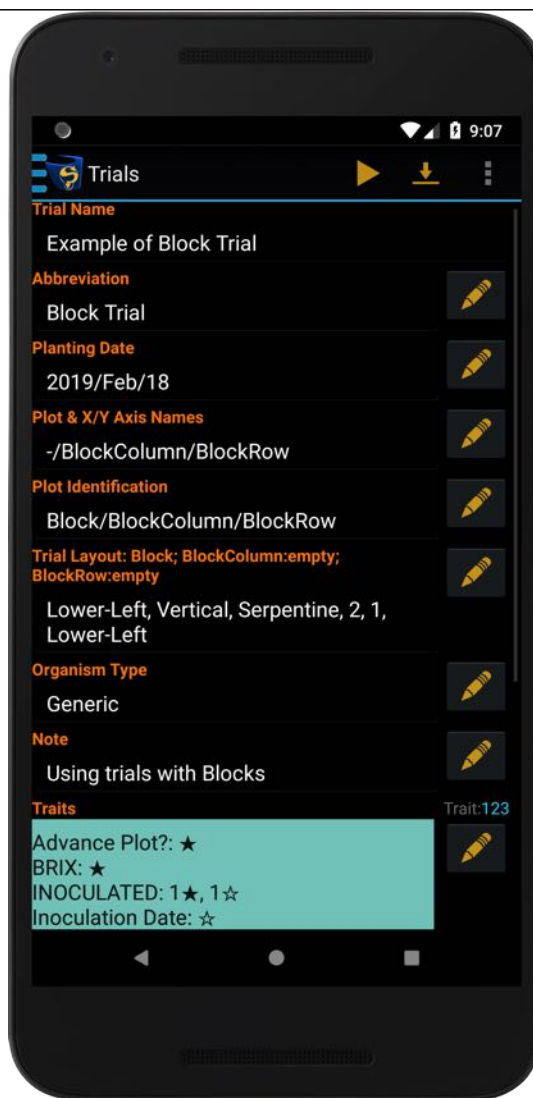 9:07
Trials
Trial Name
Example of Block Trial
Abbreviation
Block Trial
Planting Date
2019/Feb/18
Plot & X/Y Axis Names
-/BlockColumn/BlockRow
Plot Identification
Block/BlockColumn/BlockRow
Trial Layout: Block; BlockColumn:empty;
BlockRow:empty
Lower-Left, Vertical, Serpentine, 2, 1,
Lower-Left
Organism Type
Generic
Note
Using trials with Blocks
Traits Trait:123
Advance Plot?: ★
BRIX: ★
INOCULATED: 1★, 1☆
Inoculation Date: ☆